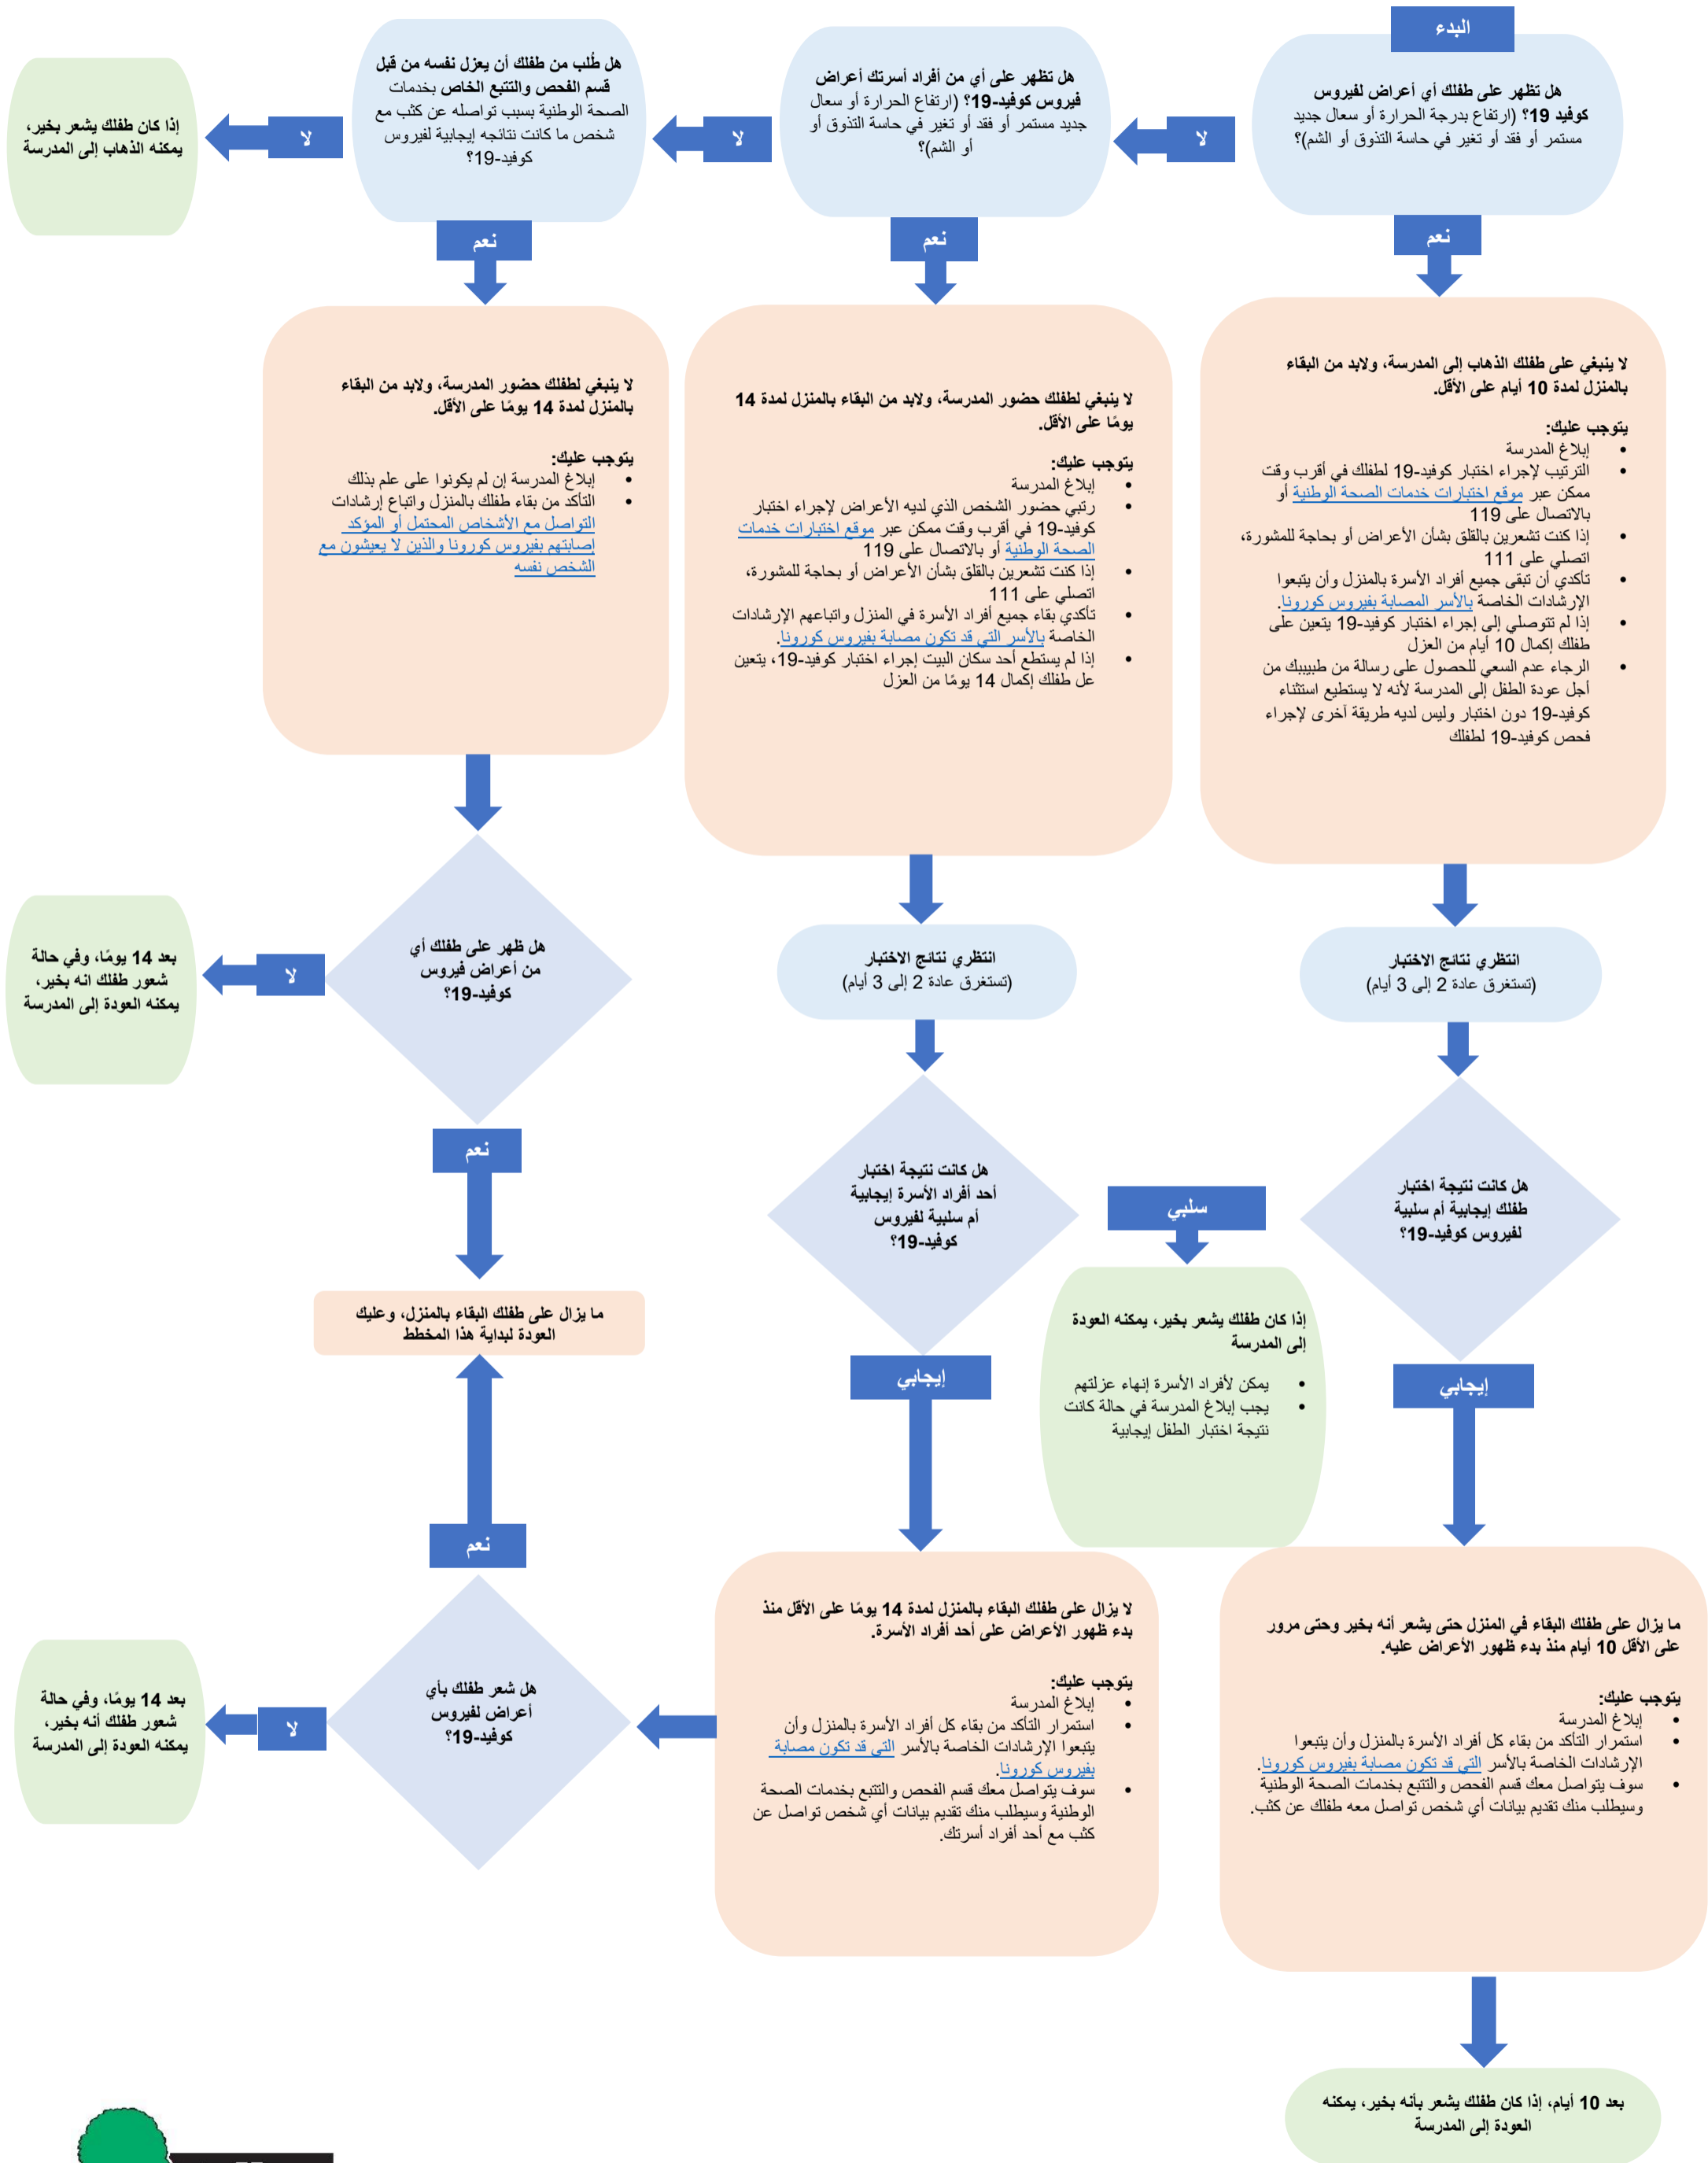 البدء
هل تظهر على طفلك أي أعراض لفيروس
كوفيد 19؟ (ارتفاع بدرجة الحرارة أو سعال جديد
مستمر أو فقد أو تغير في حاسة التذوق أو الشم)؟
لا
هل تظهر على أي من أفراد أسرتك أعراض
فيروس كوفيد-19؟ (ارتفاع الحرارة أو سعال
جديد مستمر أو فقد أو تغير في حاسة التذوق أو
أو الشم)؟
لا
هل طُلب من طفلك أن يعزل نفسه من قبل
قسم الفحص والتتبع الخاص بخدمات
الصحة الوطنية بسبب تواصله عن كثب مع
شخص ما كانت نتائجه إيجابية لفيروس
كوفيد-19؟
لا
إذا كان طفلك يشعر بخير،
يمكنه الذهاب إلى المدرسة
نعم
نعم
نعم
لا ينبغي على طفلك الذهاب إلى المدرسة، ولابد من البقاء
بالمنزل لمدة 10 أيام على الأقل.
يتوجب عليك:
• إبلاغ المدرسة
• الترتيب لإجراء اختبار كوفيد-19 لطفلك في أقرب وقت
ممكن عبر موقع اختبارات خدمات الصحة الوطنية أو
بالاتصال على 119
• إذا كنت تشعرين بالقلق بشأن الأعراض أو بحاجة للمشورة،
اتصلي على 111
• تأكدي أن تبقى جميع أفراد الأسرة بالمنزل وأن يتبعوا
الإرشادات الخاصة بالأسر المصابة بفيروس كورونا.
• إذا لم تتوصلي إلى إجراء اختبار كوفيد-19 يتعين على
طفلك إكمال 10 أيام من العزل
• الرجاء عدم السعي للحصول على رسالة من طبيبك من
أجل عودة الطفل إلى المدرسة لأنه لا يستطيع استثناء
كوفيد-19 دون اختبار وليس لديه طريقة أخرى لإجراء
فحص كوفيد-19 لطفلك
لا ينبغي لطفلك حضور المدرسة، ولابد من البقاء بالمنزل لمدة 14
يومًا على الأقل.
يتوجب عليك:
• إبلاغ المدرسة
• رتبي حضور الشخص الذي لديه الأعراض لإجراء اختبار
كوفيد-19 في أقرب وقت ممكن عبر موقع اختبارات خدمات
الصحة الوطنية أو بالاتصال على 119
• إذا كنت تشعرين بالقلق بشأن الأعراض أو بحاجة للمشورة،
اتصلي على 111
• تأكدي بقاء جميع أفراد الأسرة في المنزل واتباعهم الإرشادات
الخاصة بالأسر التي قد تكون مصابة بفيروس كورونا.
• إذا لم يستطع أحد سكان البيت إجراء اختبار كوفيد-19، يتعين
عل طفلك إكمال 14 يومًا من العزل
لا ينبغي لطفلك حضور المدرسة، ولابد من البقاء
بالمنزل لمدة 14 يومًا على الأقل.
يتوجب عليك:
• إبلاغ المدرسة إن لم يكونوا على علم بذلك
• التأكد من بقاء طفلك بالمنزل واتباع إرشادات
التواصل مع الأشخاص المحتمل أو المؤكد
إصابتهم بفيروس كورونا والذين لا يعيشون مع
الشخص نفسه
انتظري نتائج الاختبار
(تستغرق عادة 2 إلى 3 أيام)
انتظري نتائج الاختبار
(تستغرق عادة 2 إلى 3 أيام)
هل ظهر على طفلك أي
من أعراض فيروس
كوفيد-19؟
لا
بعد 14 يومًا، وفي حالة
شعور طفلك انه بخير،
يمكنه العودة إلى المدرسة
نعم
هل كانت نتيجة اختبار
طفلك إيجابية أم سلبية
لفيروس كوفيد-19؟
سلبي
هل كانت نتيجة اختبار
أحد أفراد الأسرة إيجابية
أم سلبية لفيروس
كوفيد-19؟
إذا كان طفلك يشعر بخير، يمكنه العودة
إلى المدرسة
• يمكن لأفراد الأسرة إنهاء عزلتهم
• يجب إبلاغ المدرسة في حالة كانت
نتيجة اختبار الطفل إيجابية
ما يزال على طفلك البقاء بالمنزل، وعليك
العودة لبداية هذا المخطط
إيجابي
إيجابي
نعم
ما يزال على طفلك البقاء في المنزل حتى يشعر أنه بخير وحتى مرور
على الأقل 10 أيام منذ بدء ظهور الأعراض عليه.
يتوجب عليك:
• إبلاغ المدرسة
• استمرار التأكد من بقاء كل أفراد الأسرة بالمنزل وأن يتبعوا
الإرشادات الخاصة بالأسر التي قد تكون مصابة بفيروس كورونا.
• سوف يتواصل معك قسم الفحص والتتبع بخدمات الصحة الوطنية
وسيطلب منك تقديم بيانات أي شخص تواصل معه طفلك عن كثب.
لا يزال على طفلك البقاء بالمنزل لمدة 14 يومًا على الأقل منذ
بدء ظهور الأعراض على أحد أفراد الأسرة.
يتوجب عليك:
• إبلاغ المدرسة
• استمرار التأكد من بقاء كل أفراد الأسرة بالمنزل وأن
يتبعوا الإرشادات الخاصة بالأسر التي قد تكون مصابة
بفيروس كورونا.
• سوف يتواصل معك قسم الفحص والتتبع بخدمات الصحة
الوطنية وسيطلب منك تقديم بيانات أي شخص تواصل عن
كثب مع أحد أفراد أسرتك.
هل شعر طفلك بأي
أعراض لفيروس
كوفيد-19؟
لا
بعد 14 يومًا، وفي حالة
شعور طفلك أنه بخير،
يمكنه العودة إلى المدرسة
بعد 10 أيام، إذا كان طفلك يشعر بأنه بخير، يمكنه
العودة إلى المدرسة